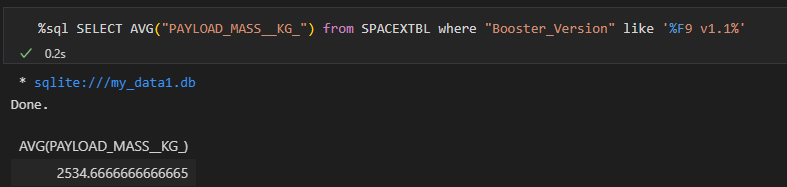 %sql SELECT AVG("PAYLOAD_MASS__KG_") from SPACEXTBL where "Booster_Version" like '%F9 v1.1%'
0.2s
* sqlite:///my_data1.db
Done.
AVG(PAYLOAD_MASS__KG_)
2534.6666666666665